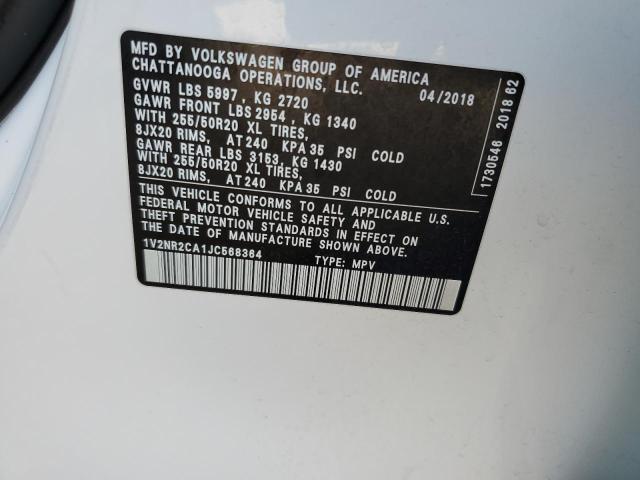 MFD BY VOLKSWAGEN GROUP OF AMERICA
CHATTANOOGA OPERATIONS, LLC.
04/2018
GVWR LBS 5997 , KG 2720
GAWR FRONT LBS 2954 , KG 1340
WITH 255/50R20 XL TIRES,
8JX20 RIMS, AT 240 KPA 35 PSI COLD
GAWR REAR LBS 3153, KG 1430
WITH 255/50R20 XL TIRES,
8JX20 RIMS, AT 240 KPA 35 PSI COLD
THIS VEHICLE CONFORMS TO ALL APPLICABLE U.S.
FEDERAL MOTOR VEHICLE SAFETY AND
THEFT PREVENTION STANDARDS IN EFFECT ON
THE DATE OF MANUFACTURE SHOWN ABOVE.
1V2NR2CA1JC568364 TYPE: MPV
1730546 2018 62